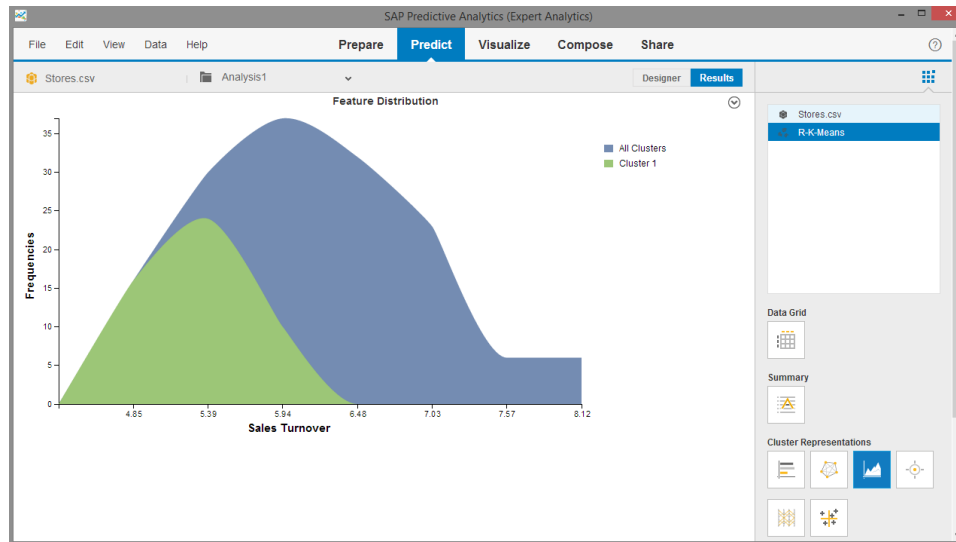 SAP Predictive Analytics (Expert Analytics)
File Edit View Data Help Prepare Predict Visualize Compose Share
Stores.csv Analysis1 Designer Results
Feature Distribution
All Clusters
Cluster 1
Frequencies
35
30
25
20
15
10
5
0
4.85 5.39 5.94 6.48 7.03 7.57 8.12
Sales Turnover
Stores.csv
R-K-Means
Data Grid
Summary
Cluster Representations